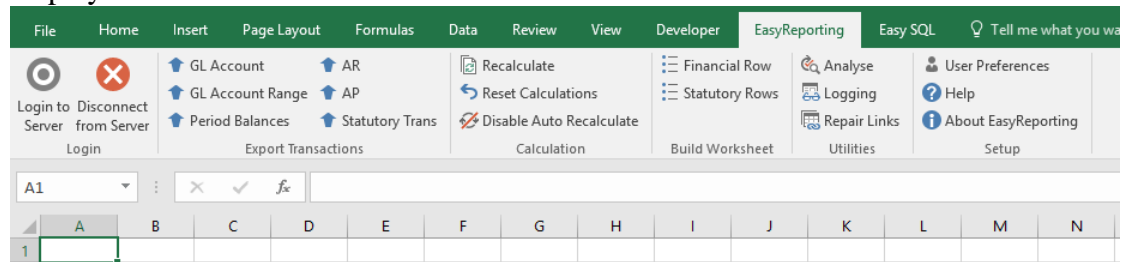 File Home Insert Page Layout Formulas Data Review View Developer EasyReporting Easy SQL Tell me what you wa
GL Account AR Recalculate Financial Row Analyse User Preferences
Login to Disconnect GL Account Range AP Reset Calculations Statutory Rows Logging Help
Server from Server Period Balances Statutory Trans Disable Auto Recalculate Repair Links About EasyReporting
Login Export Transactions Calculation Build Worksheet Utilities Setup
A1 fx
A B C D E F G H I J K L M N
1